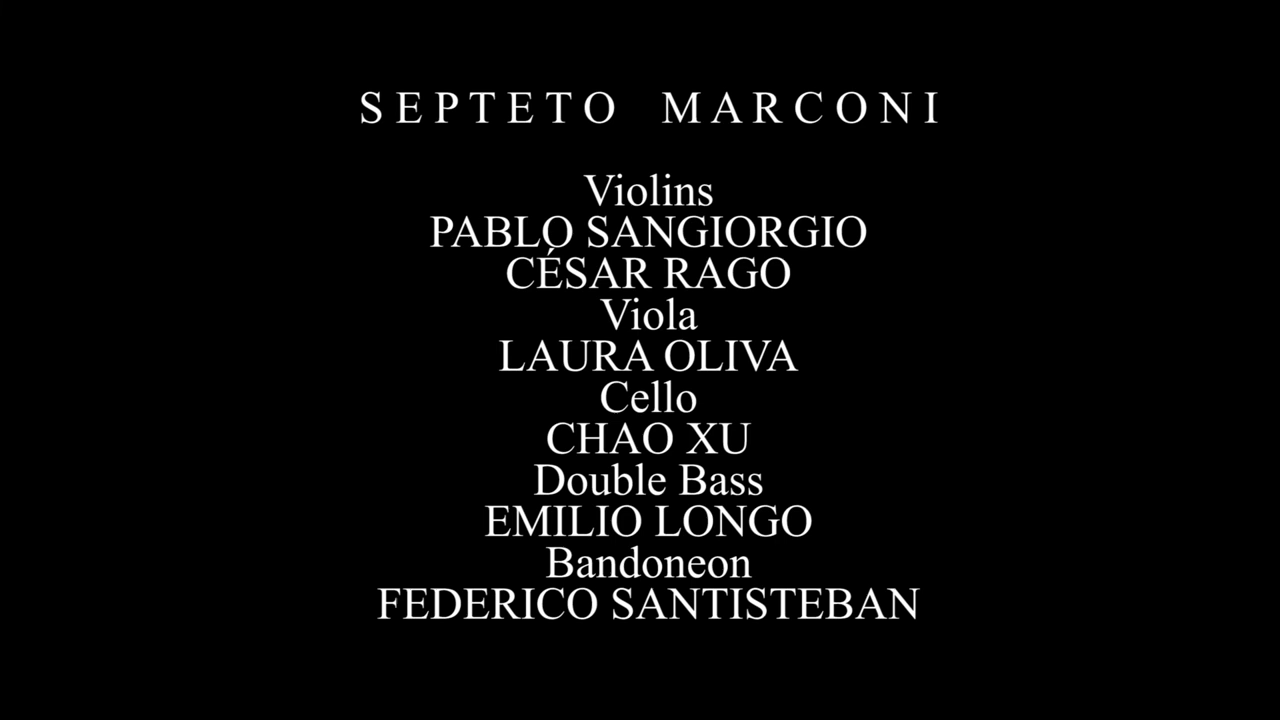 SEPTETO MARCONI
Violins
PABLO SANGIORGIO
CÉSAR RAGO
Viola
LAURA OLIVA
Cello
CHAO XU
Double Bass
EMILIO LONGO
Bandoneon
FEDERICO SANTISTEBAN